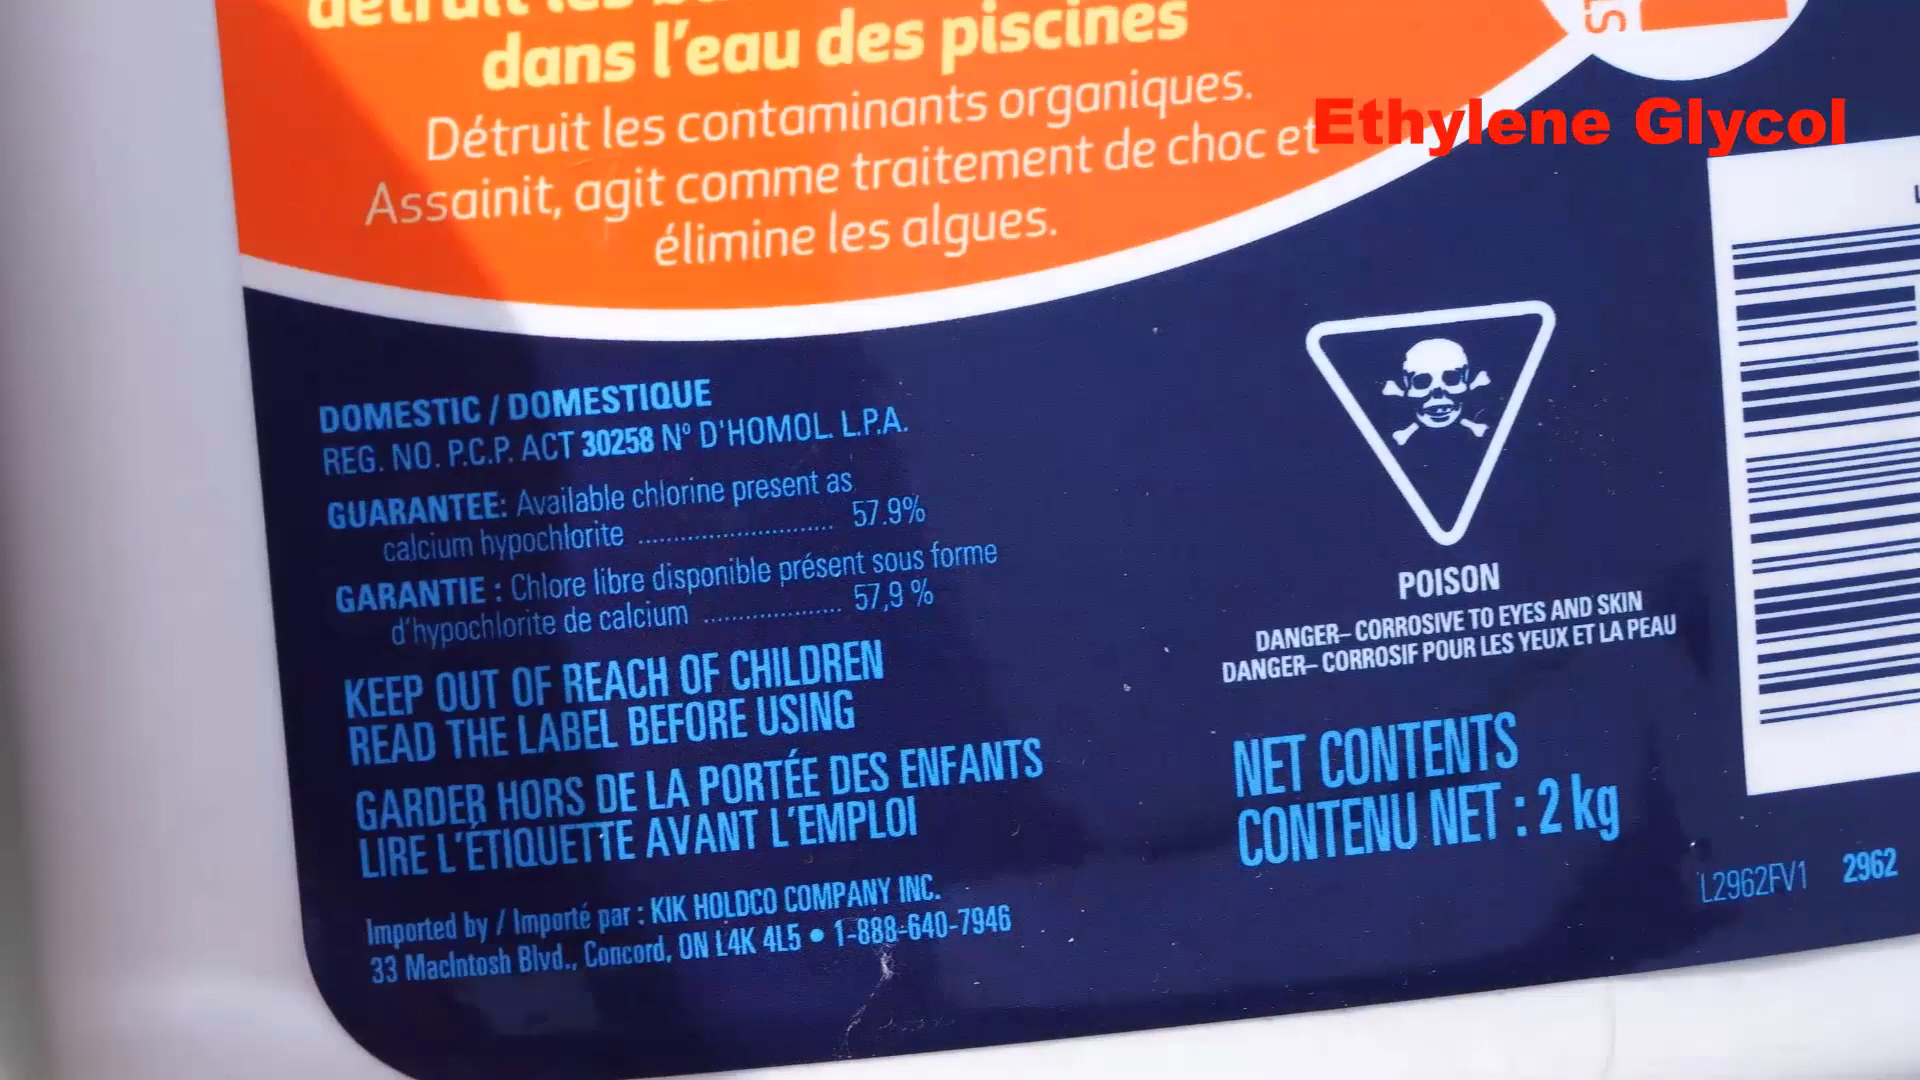 dans l'eau des piscines
Détruit les contaminants organiques.
Assainit, agit comme traitement de choc et
élimine les algues.
Ethylene Glycol
DOMESTIC / DOMESTIQUE
REG. NO. P.C.P. ACT 30258 Nº D'HOMOL. L.P.A.
GUARANTEE: Available chlorine present as
calcium hypochlorite ........................ 57.9%
GARANTIE : Chlore libre disponible présent sous forme
d'hypochlorite de calcium ................. 57,9 %
KEEP OUT OF REACH OF CHILDREN
READ THE LABEL BEFORE USING
GARDER HORS DE LA PORTÉE DES ENFANTS
LIRE L'ÉTIQUETTE AVANT L'EMPLOI
Imported by / Importé par : KIK HOLDCO COMPANY INC.
33 MacIntosh Blvd., Concord, ON L4K 4L5 • 1-888-640-7946
POISON
DANGER– CORROSIVE TO EYES AND SKIN
DANGER– CORROSIF POUR LES YEUX ET LA PEAU
NET CONTENTS
CONTENU NET : 2 kg
L2962FV1 2962